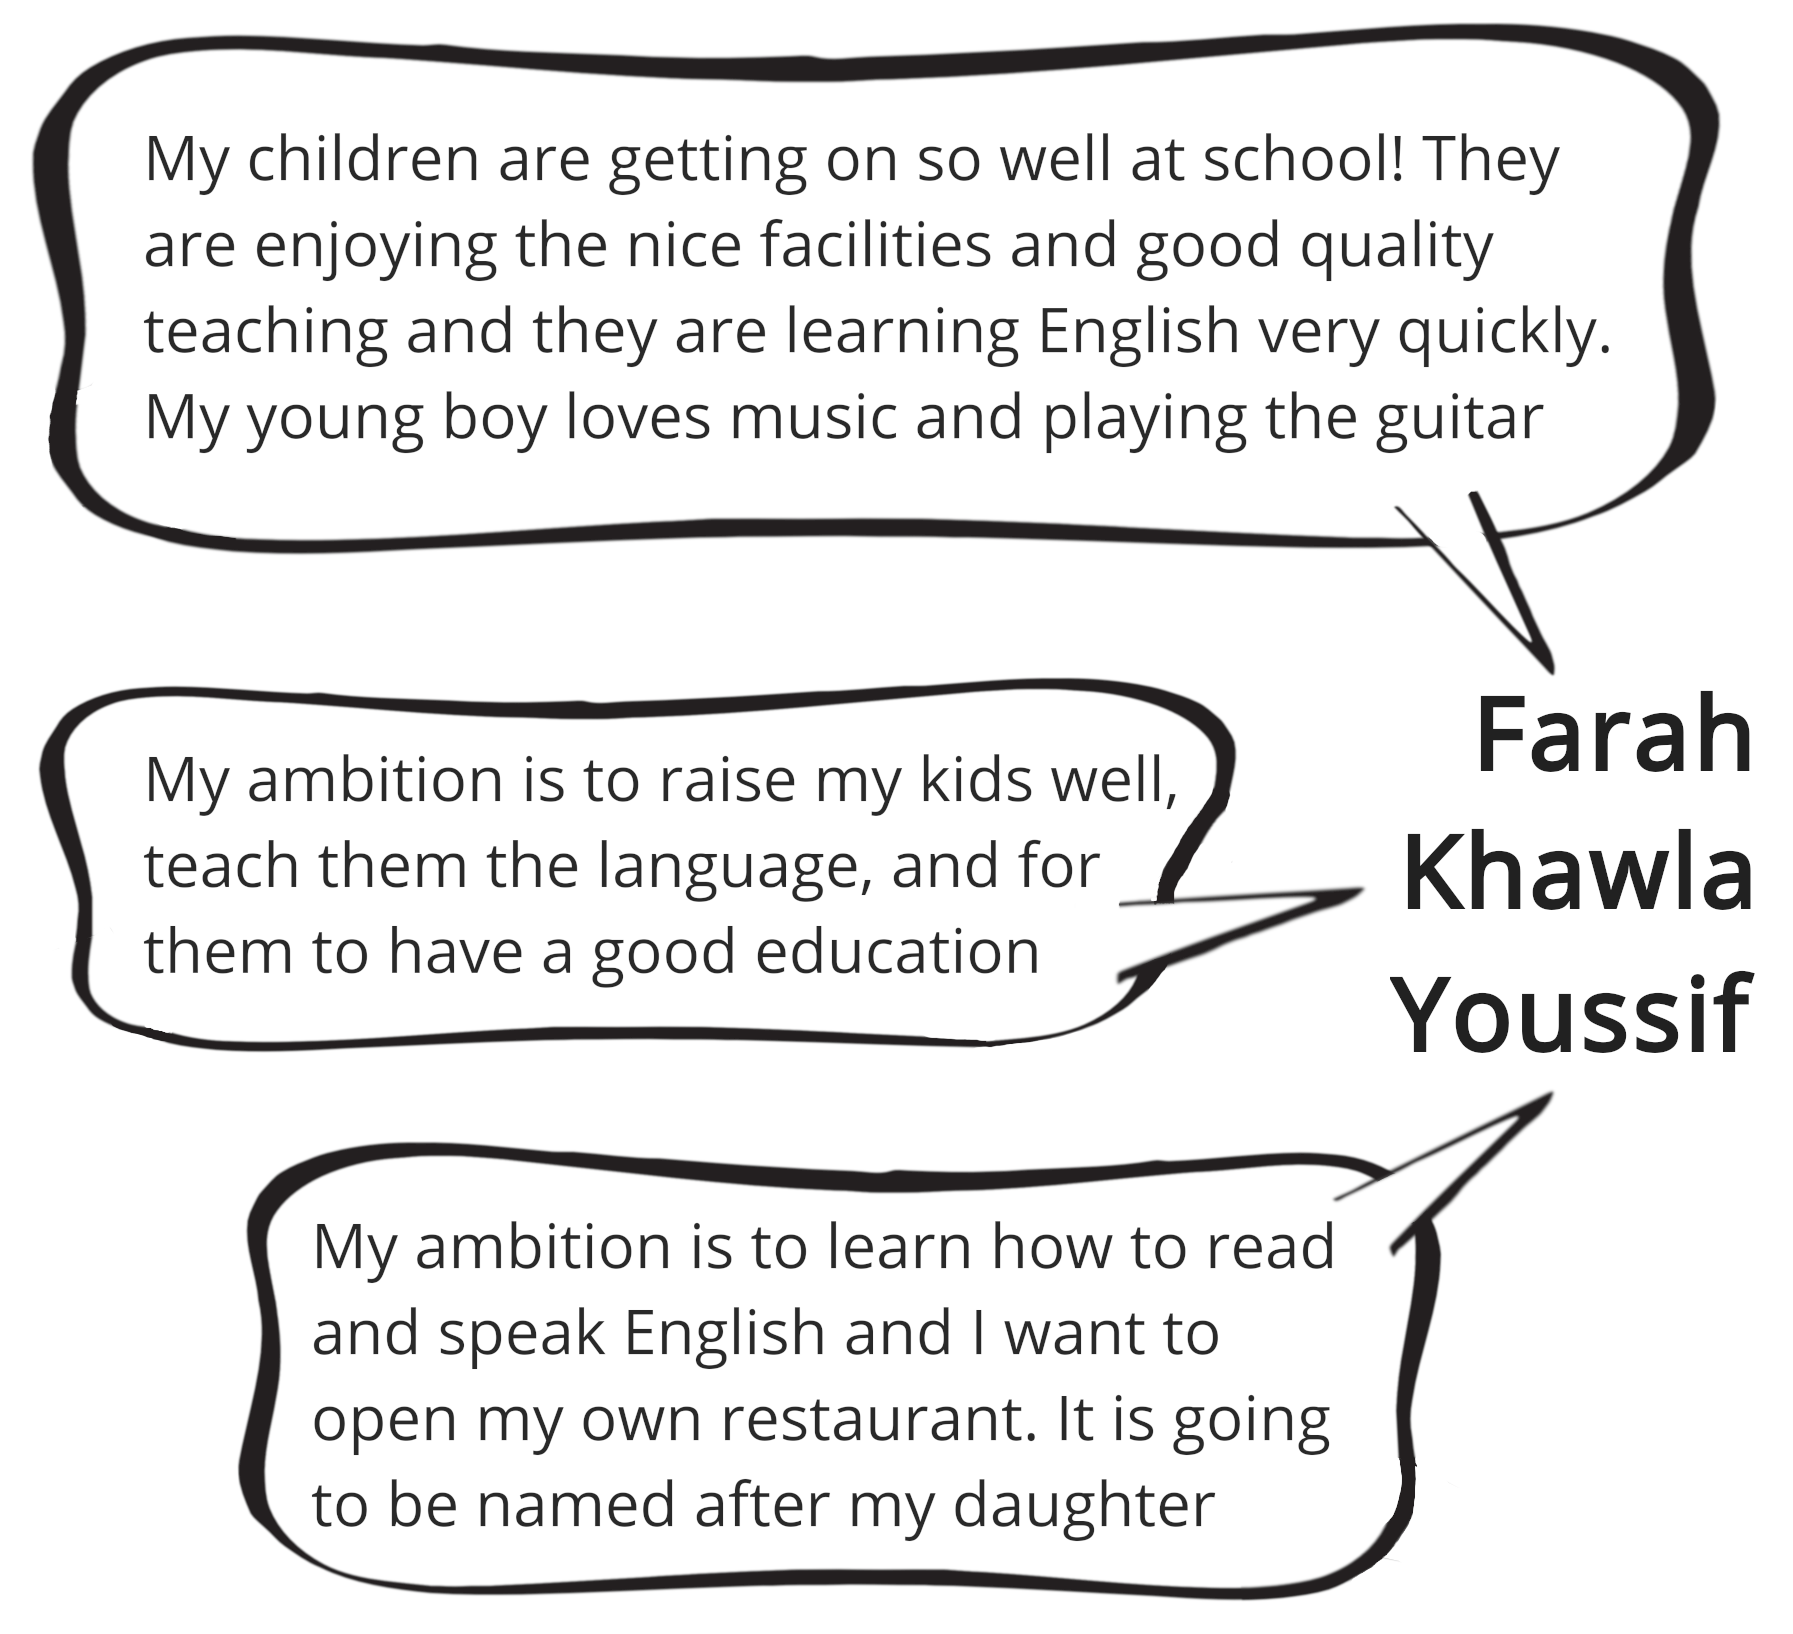 My children are getting on so well at school! They
are enjoying the nice facilities and good quality
teaching and they are learning English very quickly.
My young boy loves music and playing the guitar
Farah
My ambition is to raise my kids well,
teach them the language, and for
them to have a good education
Khawla
Youssif
My ambition is to learn how to read
and speak English and I want to
open my own restaurant. It is going
to be named after my daughter